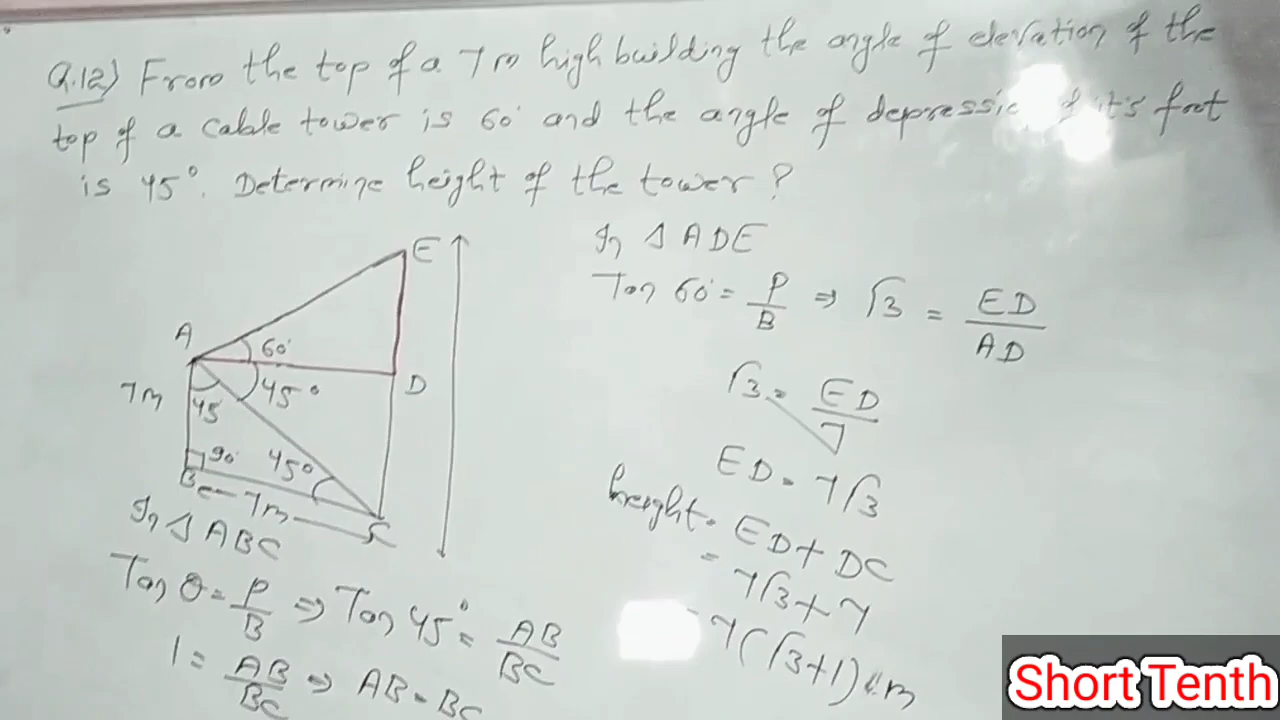 Q.12) From the top of a 7m high building the angle of elevation of the
top of a cable tower is 60° and the angle of depressio of it's foot
is 45°. Determine height of the tower?
E
A
60°
45°
D
7m
45
90°
45°
B
7m
C
In Δ ABC
Tan θ = P/B ⇒ Tan 45° = AB/BC
1 = AB/BC ⇒ AB = BC
In Δ ADE
Tan 60° = P/B ⇒ √3 = ED/AD
√3 = ED/7
ED = 7√3
height = ED + DC
= 7√3 + 7
= 7(√3+1) m
Short Tenth